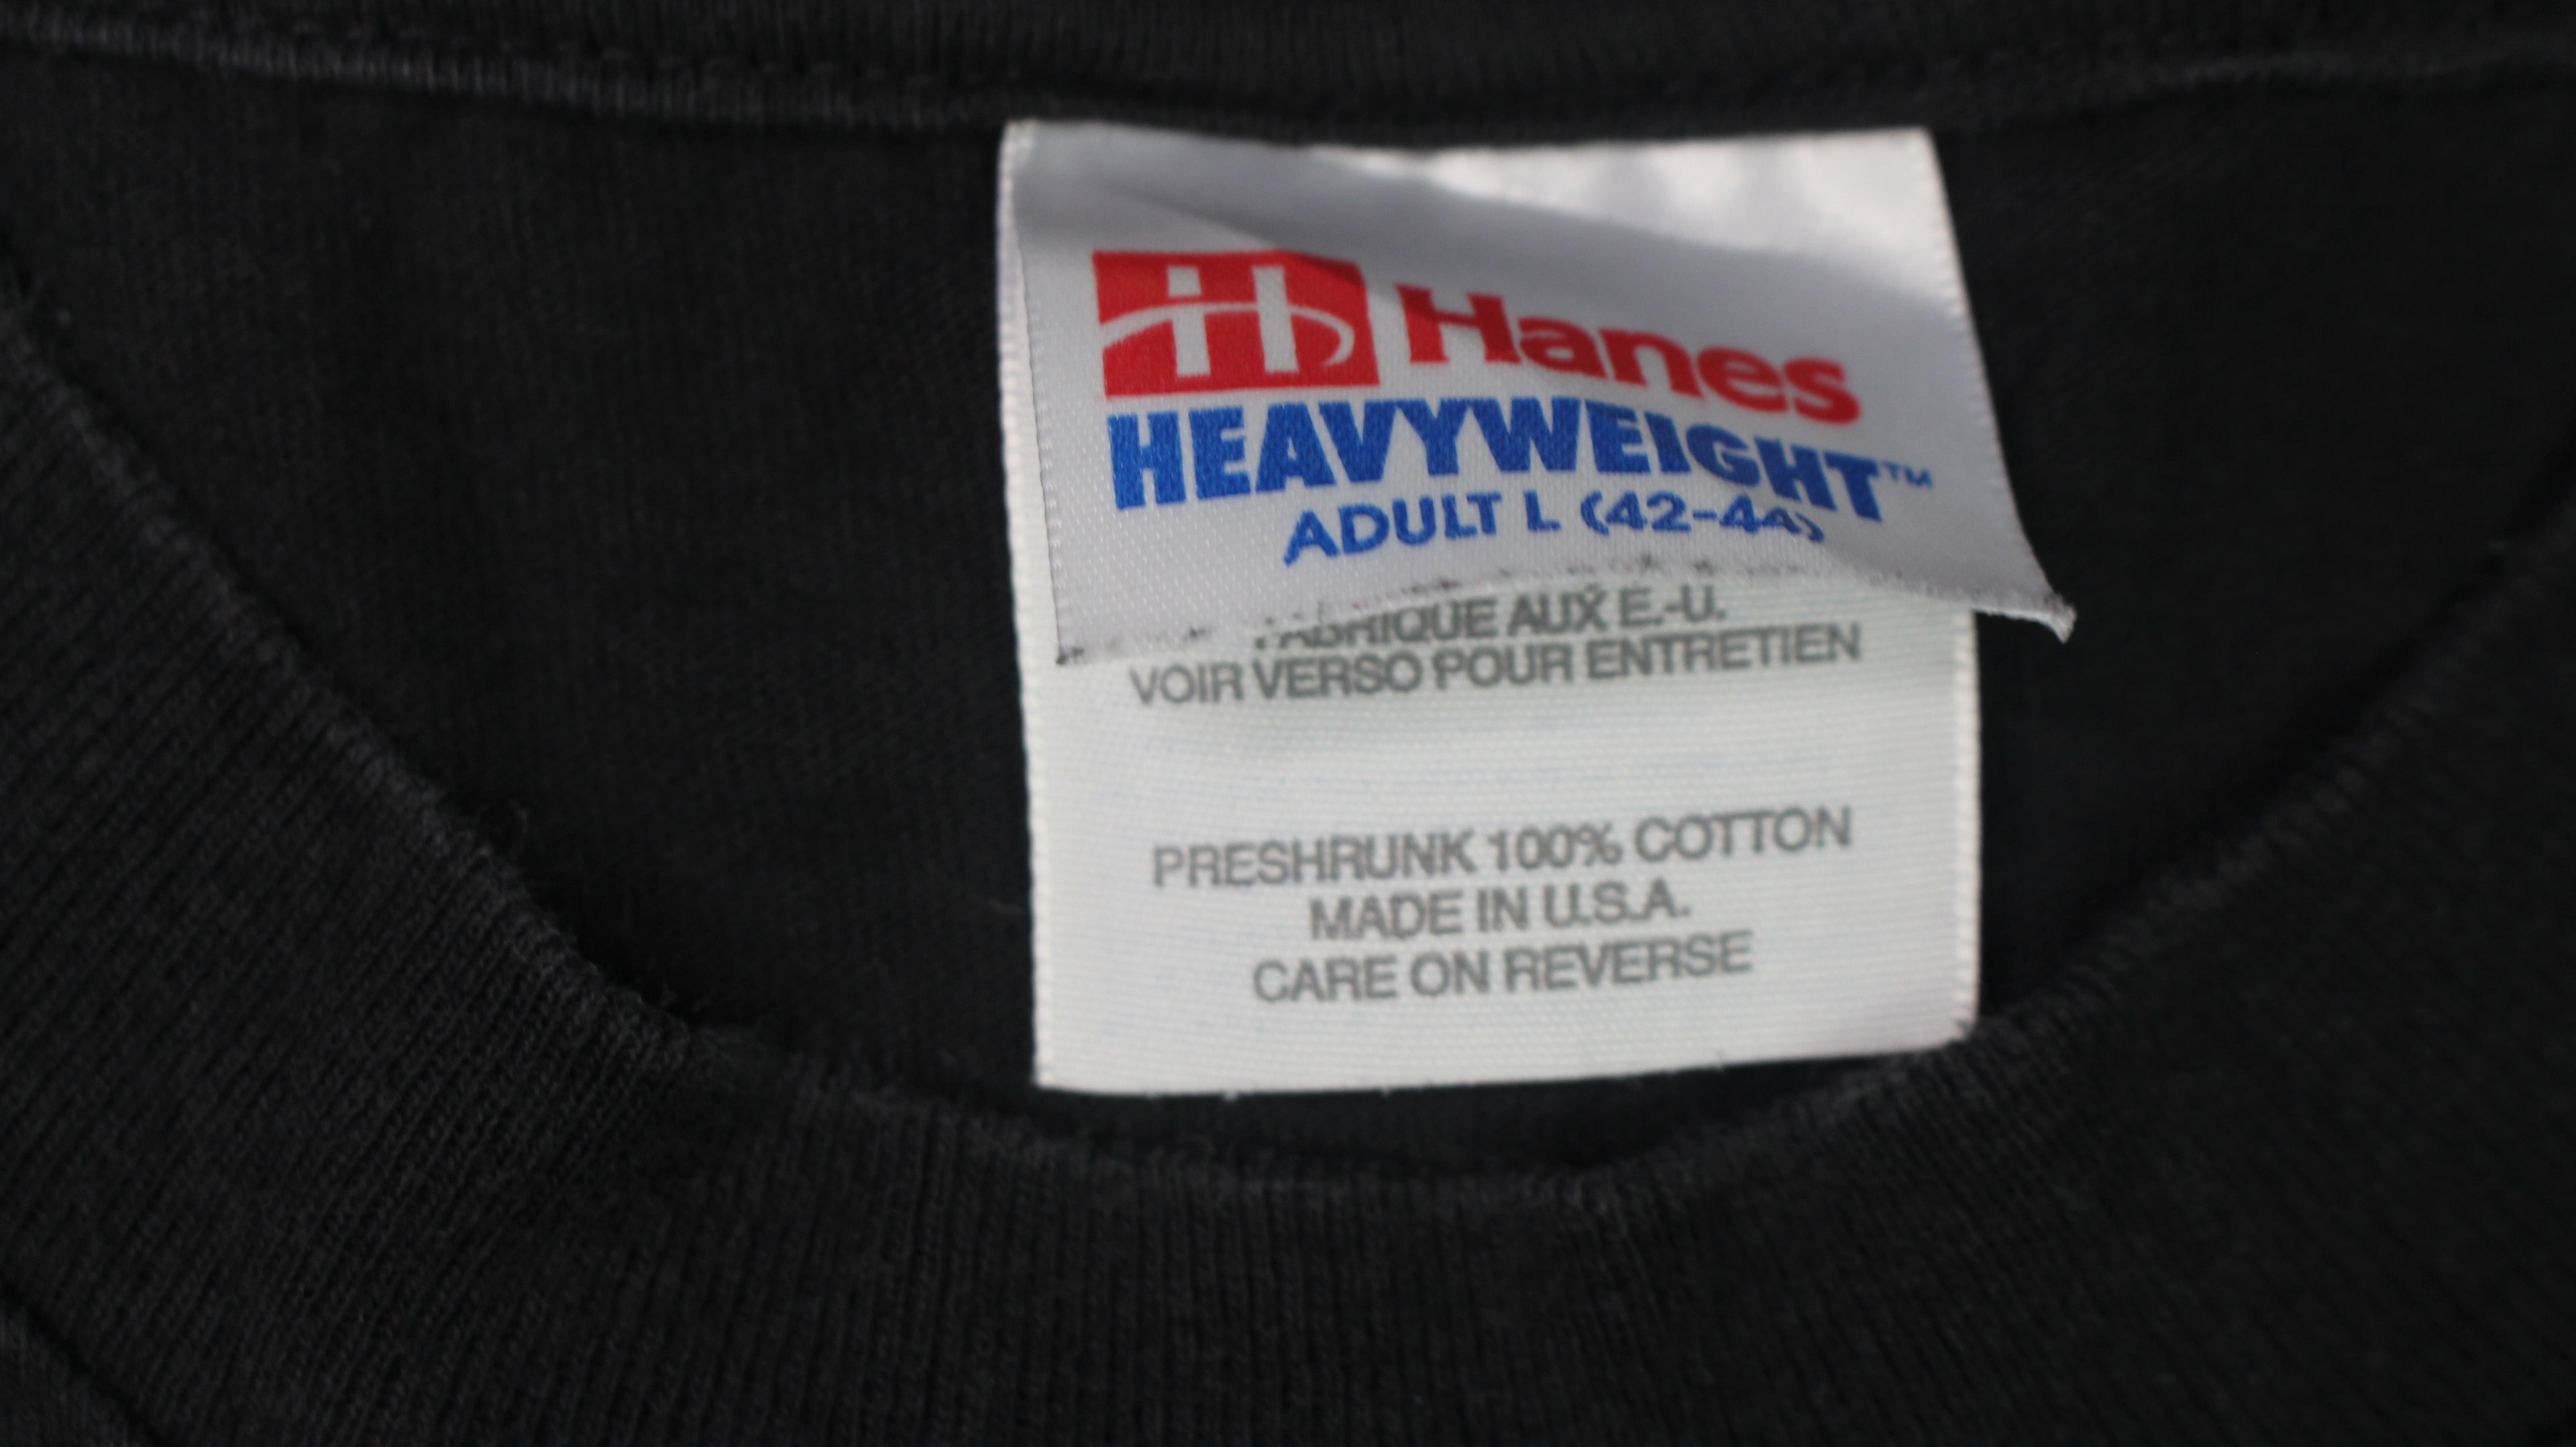 H Hanes
HEAVYWEIGHT™
ADULT L (42-44)
FABRIQUE AUX E.-U.
VOIR VERSO POUR ENTRETIEN
PRESHRUNK 100% COTTON
MADE IN U.S.A.
CARE ON REVERSE